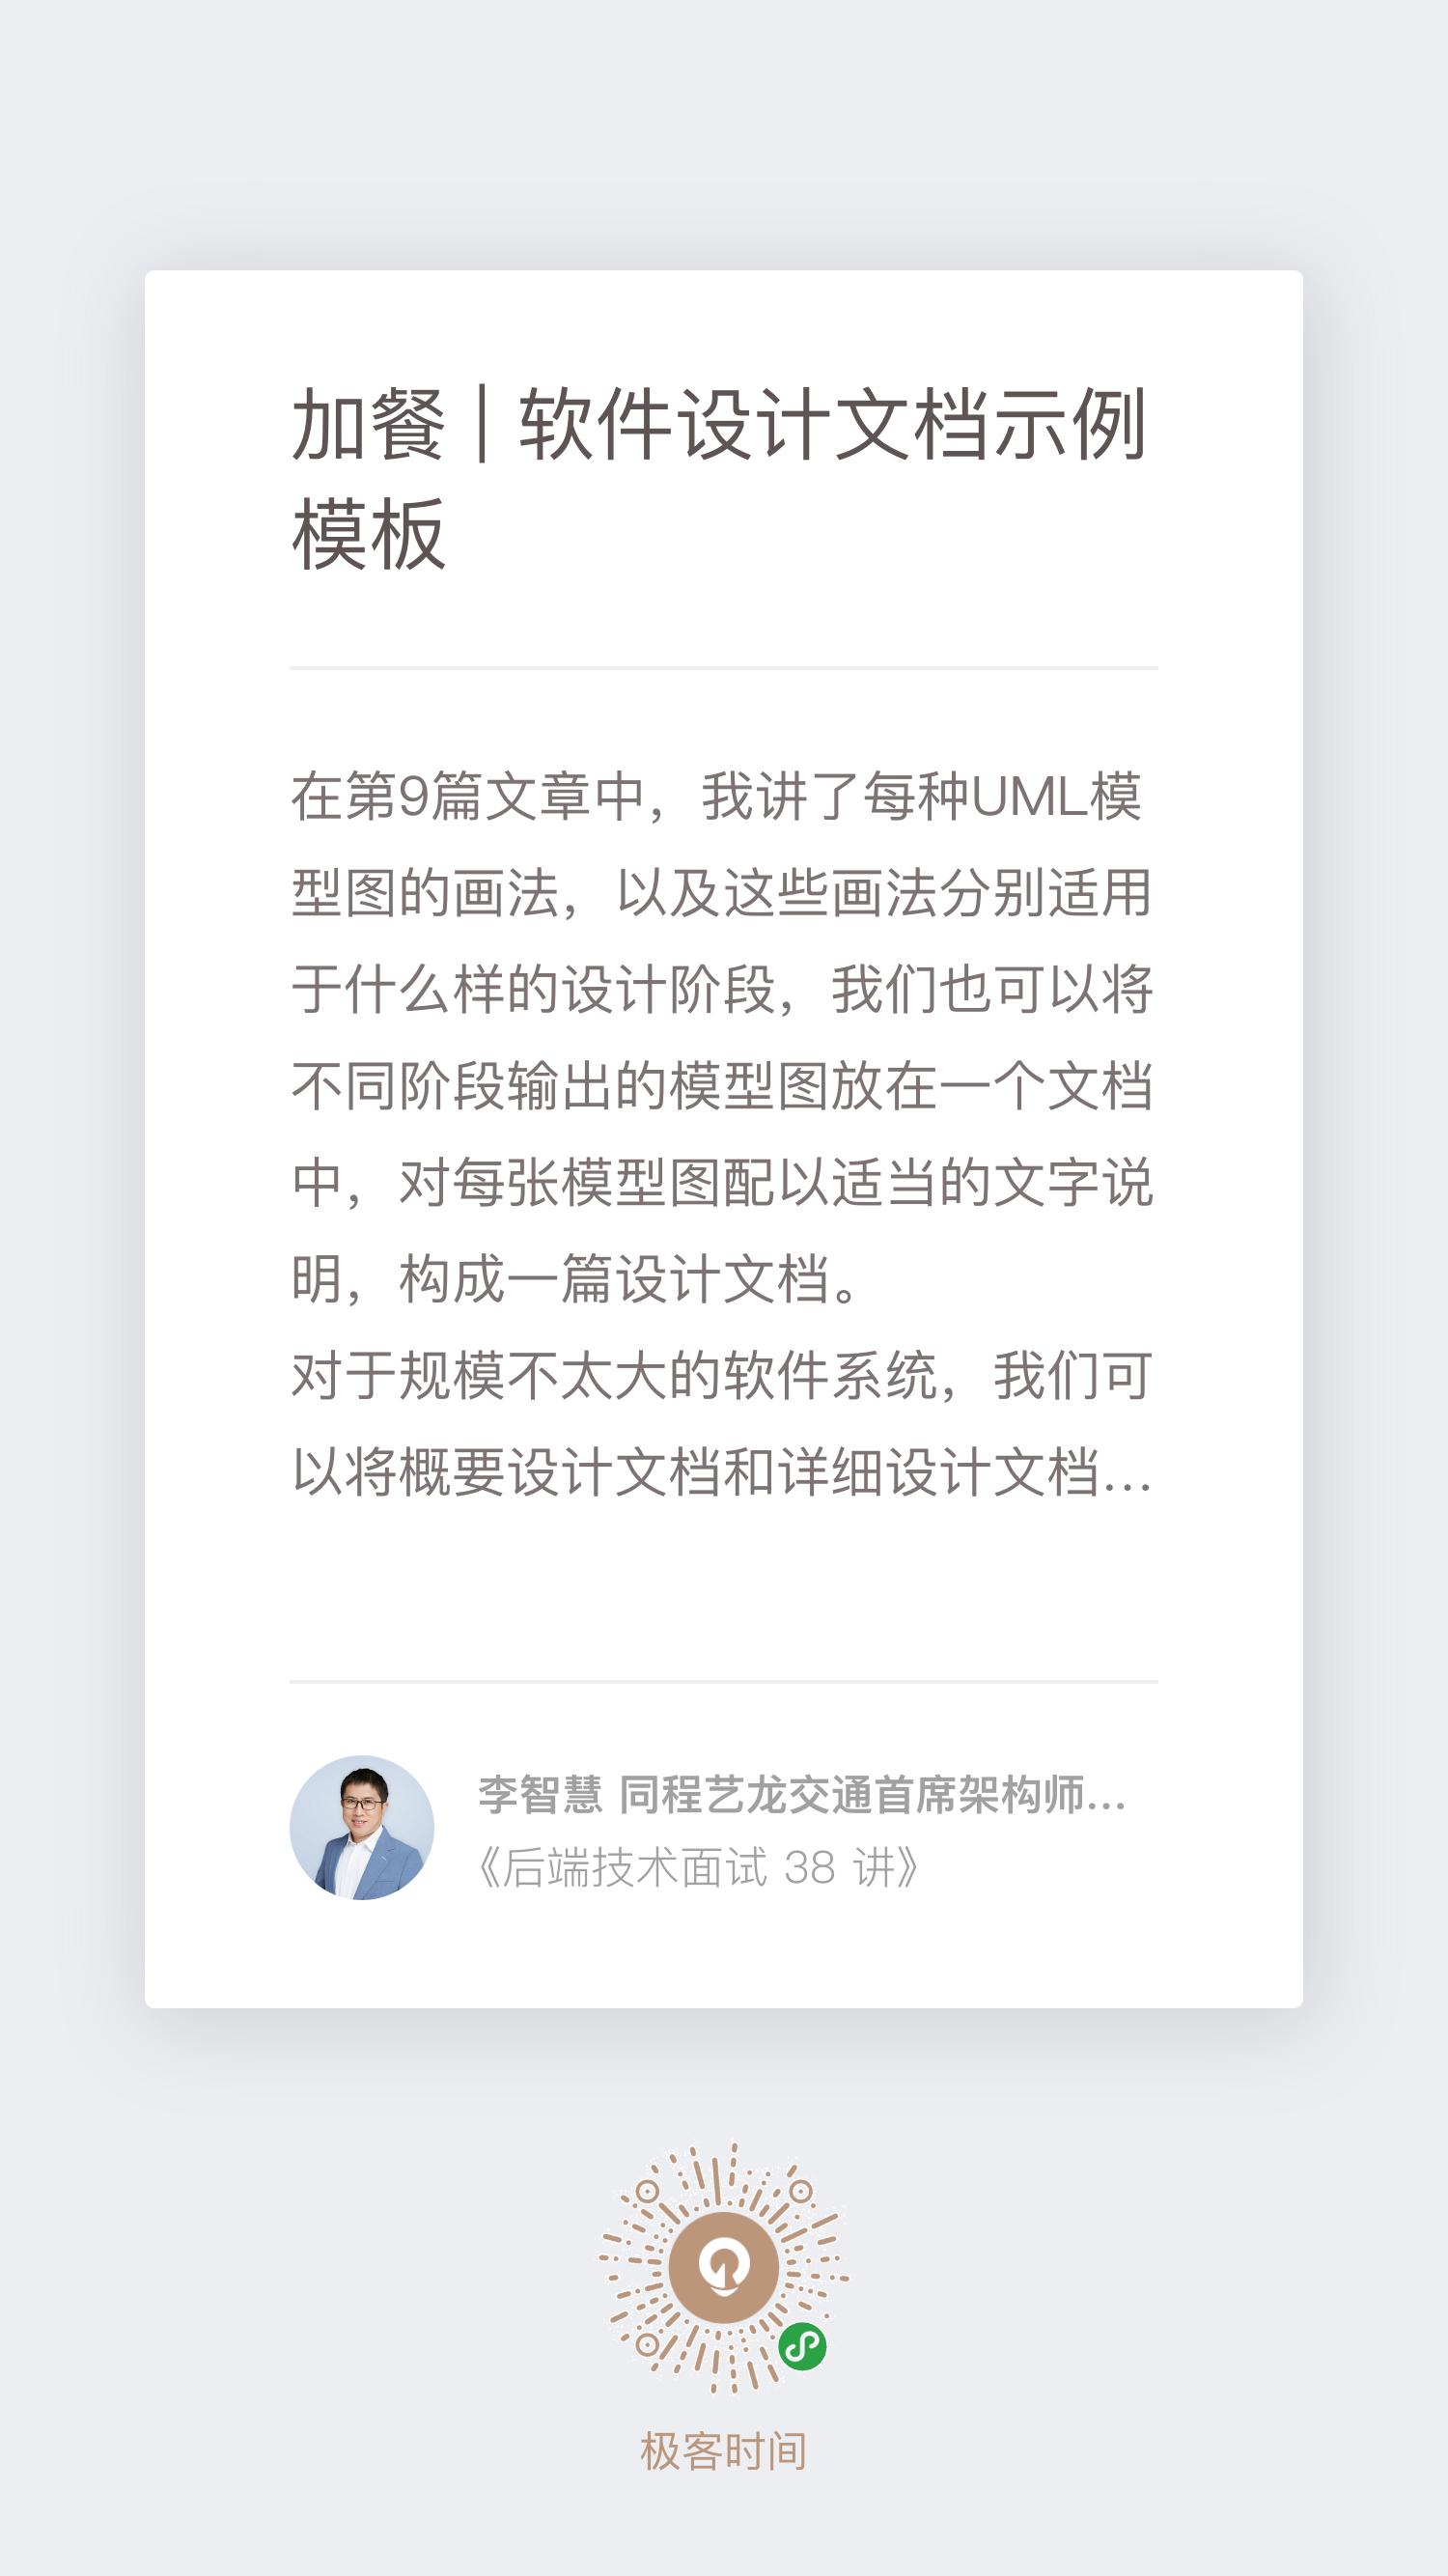 加餐 | 软件设计文档示例
模板
在第9篇文章中，我讲了每种UML模
型图的画法，以及这些画法分别适用
于什么样的设计阶段，我们也可以将
不同阶段输出的模型图放在一个文档
中，对每张模型图配以适当的文字说
明，构成一篇设计文档。
对于规模不太大的软件系统，我们可
以将概要设计文档和详细设计文档...
李智慧 同程艺龙交通首席架构师...
《后端技术面试 38 讲》
极客时间